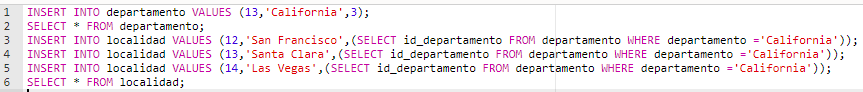 1 INSERT INTO departamento VALUES (13,'California',3);
2 SELECT * FROM departamento;
3 INSERT INTO localidad VALUES (12,'San Francisco',(SELECT id_departamento FROM departamento WHERE departamento ='California'));
4 INSERT INTO localidad VALUES (13,'Santa Clara',(SELECT id_departamento FROM departamento WHERE departamento ='California'));
5 INSERT INTO localidad VALUES (14,'Las Vegas',(SELECT id_departamento FROM departamento WHERE departamento ='California'));
6 SELECT * FROM localidad;